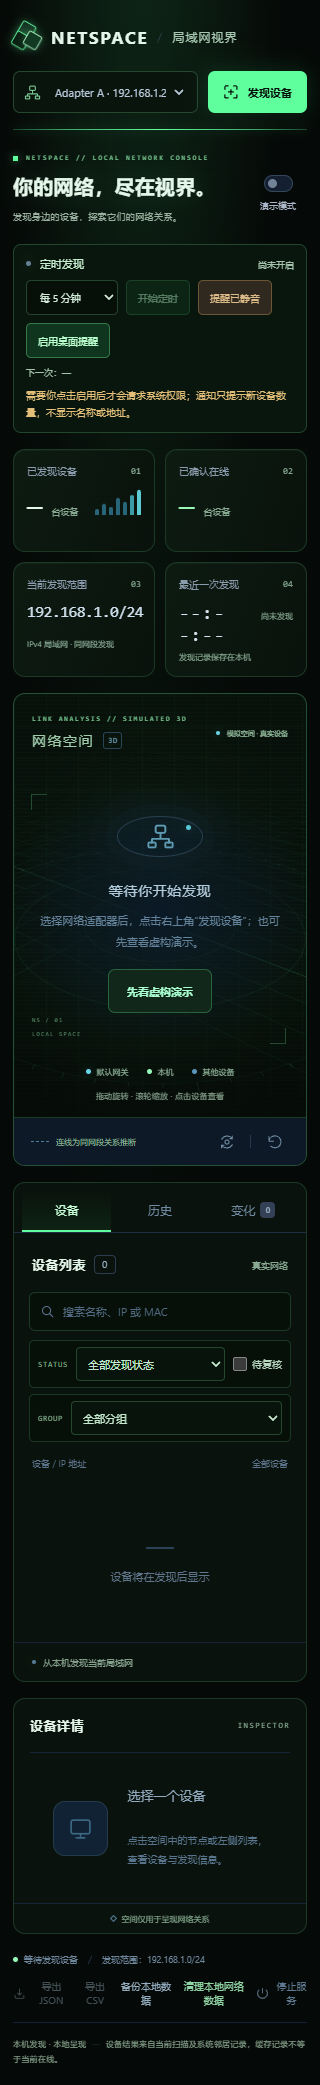 NETSPACE / 局域网视界
Adapter A · 192.168.1.2
发现设备
NETSPACE // LOCAL NETWORK CONSOLE
你的网络，尽在视界。
发现身边的设备，探索它们的网络关系。
演示模式
定时发现
尚未开启
每 5 分钟
开始定时
提醒已静音
启用桌面提醒
下一次：—
需要你点击启用后才会请求系统权限；通知只提示新设备数
量，不显示名称或地址。
已发现设备 01
— 台设备
已确认在线 02
— 台设备
当前发现范围 03
192.168.1.0/24
IPv4 局域网 · 同网段发现
最近一次发现 04
--:-
-:--
尚未发现
发现记录保存在本机
LINK ANALYSIS // SIMULATED 3D
网络空间 3D
模拟空间 · 真实设备
等待你开始发现
选择网络适配器后，点击右上角“发现设备”；也可
先查看虚构演示。
先看虚构演示
NS / 01
LOCAL SPACE
默认网关 本机 其他设备
拖动旋转 · 滚轮缩放 · 点击设备查看
连线为同网段关系推断
设备 历史 变化 0
设备列表 0
真实网络
搜索名称、IP 或 MAC
STATUS 全部发现状态 待复核
GROUP 全部分组
设备 / IP 地址 全部设备
设备将在发现后显示
从本机发现当前局域网
设备详情 INSPECTOR
选择一个设备
点击空间中的节点或左侧列表，
查看设备与发现信息。
空间仅用于呈现网络关系
等待发现设备 / 发现范围：192.168.1.0/24
导出
JSON
导出
CSV
备份本地数
据
清理本地网络
数据
停止服
务
本机发现 · 本地呈现 — 设备结果来自当前扫描及系统邻居记录，缓存记录不等
于当前在线。